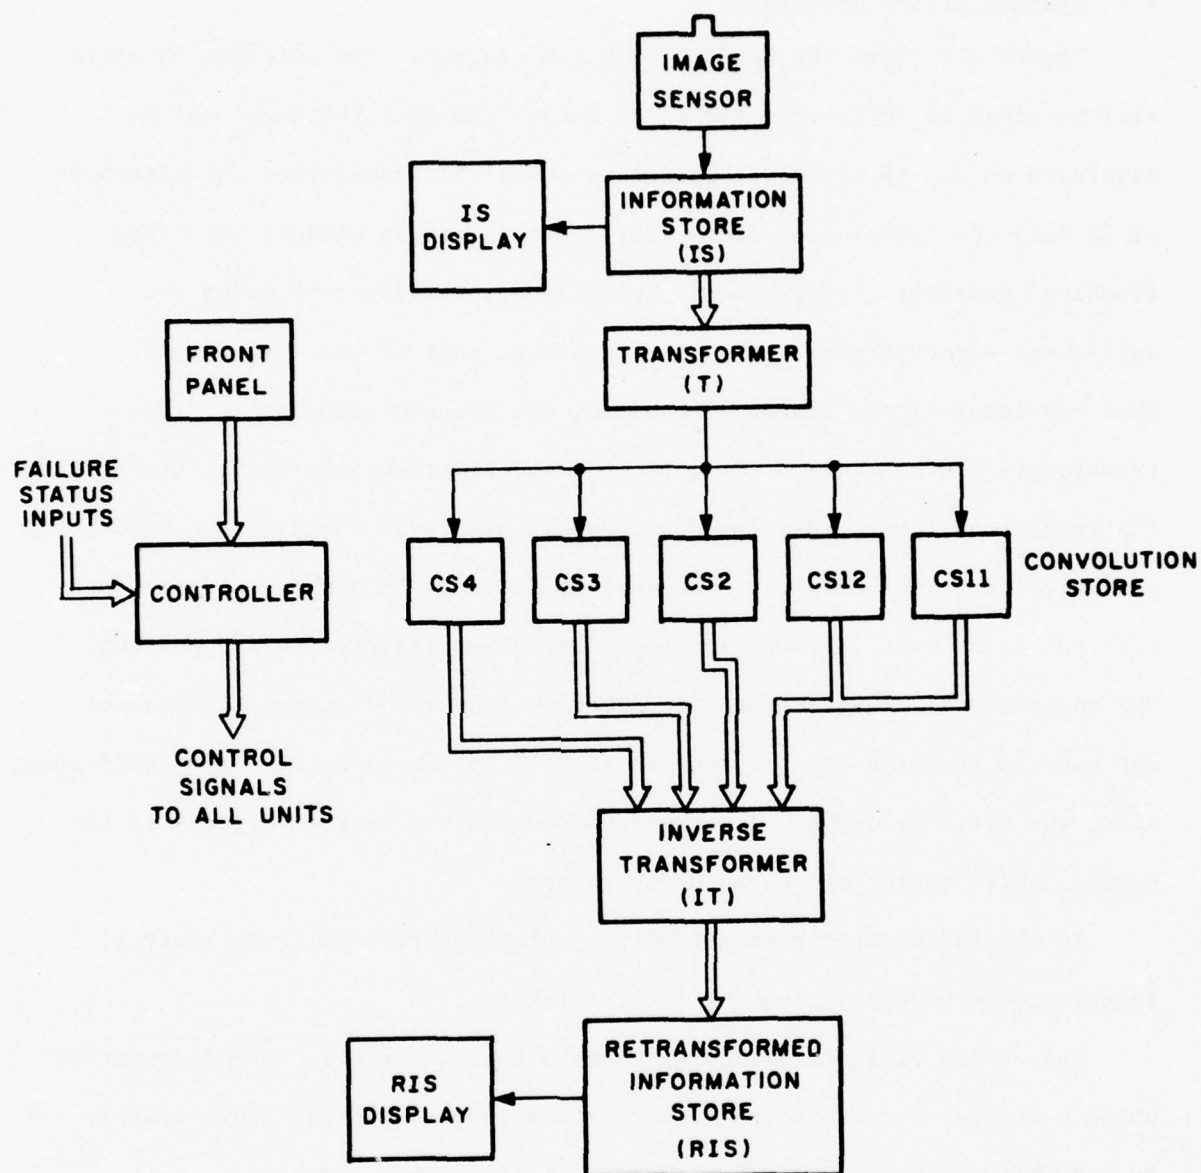 IMAGE
SENSOR
IS
DISPLAY
INFORMATION
STORE
(IS)
FRONT
PANEL
TRANSFORMER
(T)
FAILURE
STATUS
INPUTS
CONTROLLER
CS4
CS3
CS2
CS12
CS11
CONVOLUTION
STORE
CONTROL
SIGNALS
TO ALL UNITS
INVERSE
TRANSFORMER
(IT)
RIS
DISPLAY
RETRANSFORMED
INFORMATION
STORE
(RIS)